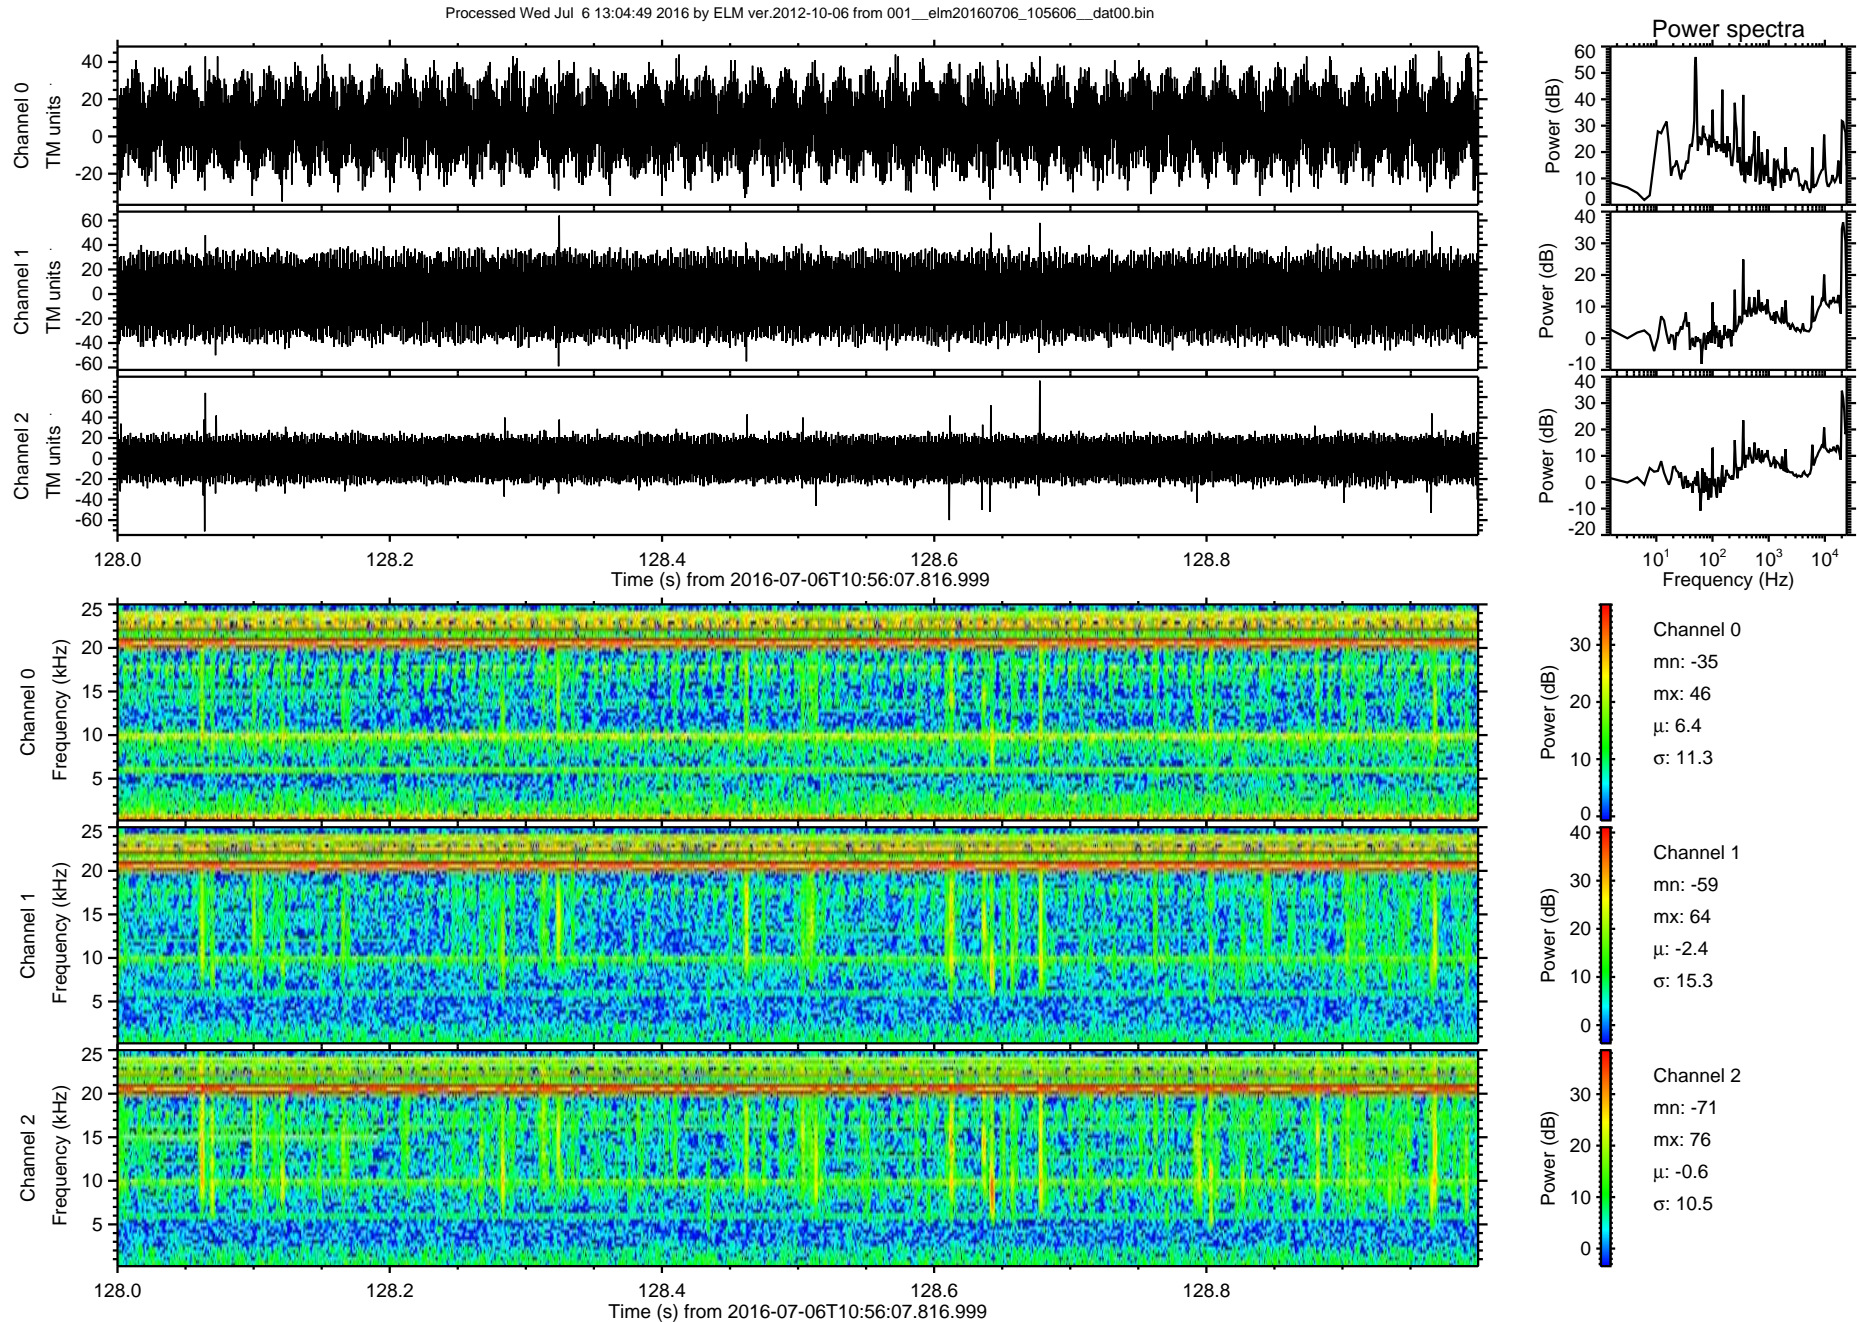 Processed Wed Jul 6 13:04:49 2016 by ELM ver.2012-10-06 from 001__elm20160706_105606__dat00.bin
Power spectra
Channel 0
TM units
40
20
0
-20
Power (dB)
60
50
40
30
20
10
0
Channel 1
TM units
60
40
20
0
-20
-40
-60
Power (dB)
40
30
20
10
0
-10
Channel 2
TM units
60
40
20
0
-20
-40
-60
Power (dB)
40
30
20
10
0
-10
-20
128.0 128.2 128.4 128.6 128.8
Time (s) from 2016-07-06T10:56:07.816.999
10^1 10^2 10^3 10^4
Frequency (Hz)
Channel 0
Frequency (kHz)
25
20
15
10
5
Power (dB)
30
20
10
0
Channel 0
mn: -35
mx: 46
μ: 6.4
σ: 11.3
Channel 1
Frequency (kHz)
25
20
15
10
5
Power (dB)
40
30
20
10
0
Channel 1
mn: -59
mx: 64
μ: -2.4
σ: 15.3
Channel 2
Frequency (kHz)
25
20
15
10
5
Power (dB)
30
20
10
0
Channel 2
mn: -71
mx: 76
μ: -0.6
σ: 10.5
128.0 128.2 128.4 128.6 128.8
Time (s) from 2016-07-06T10:56:07.816.999